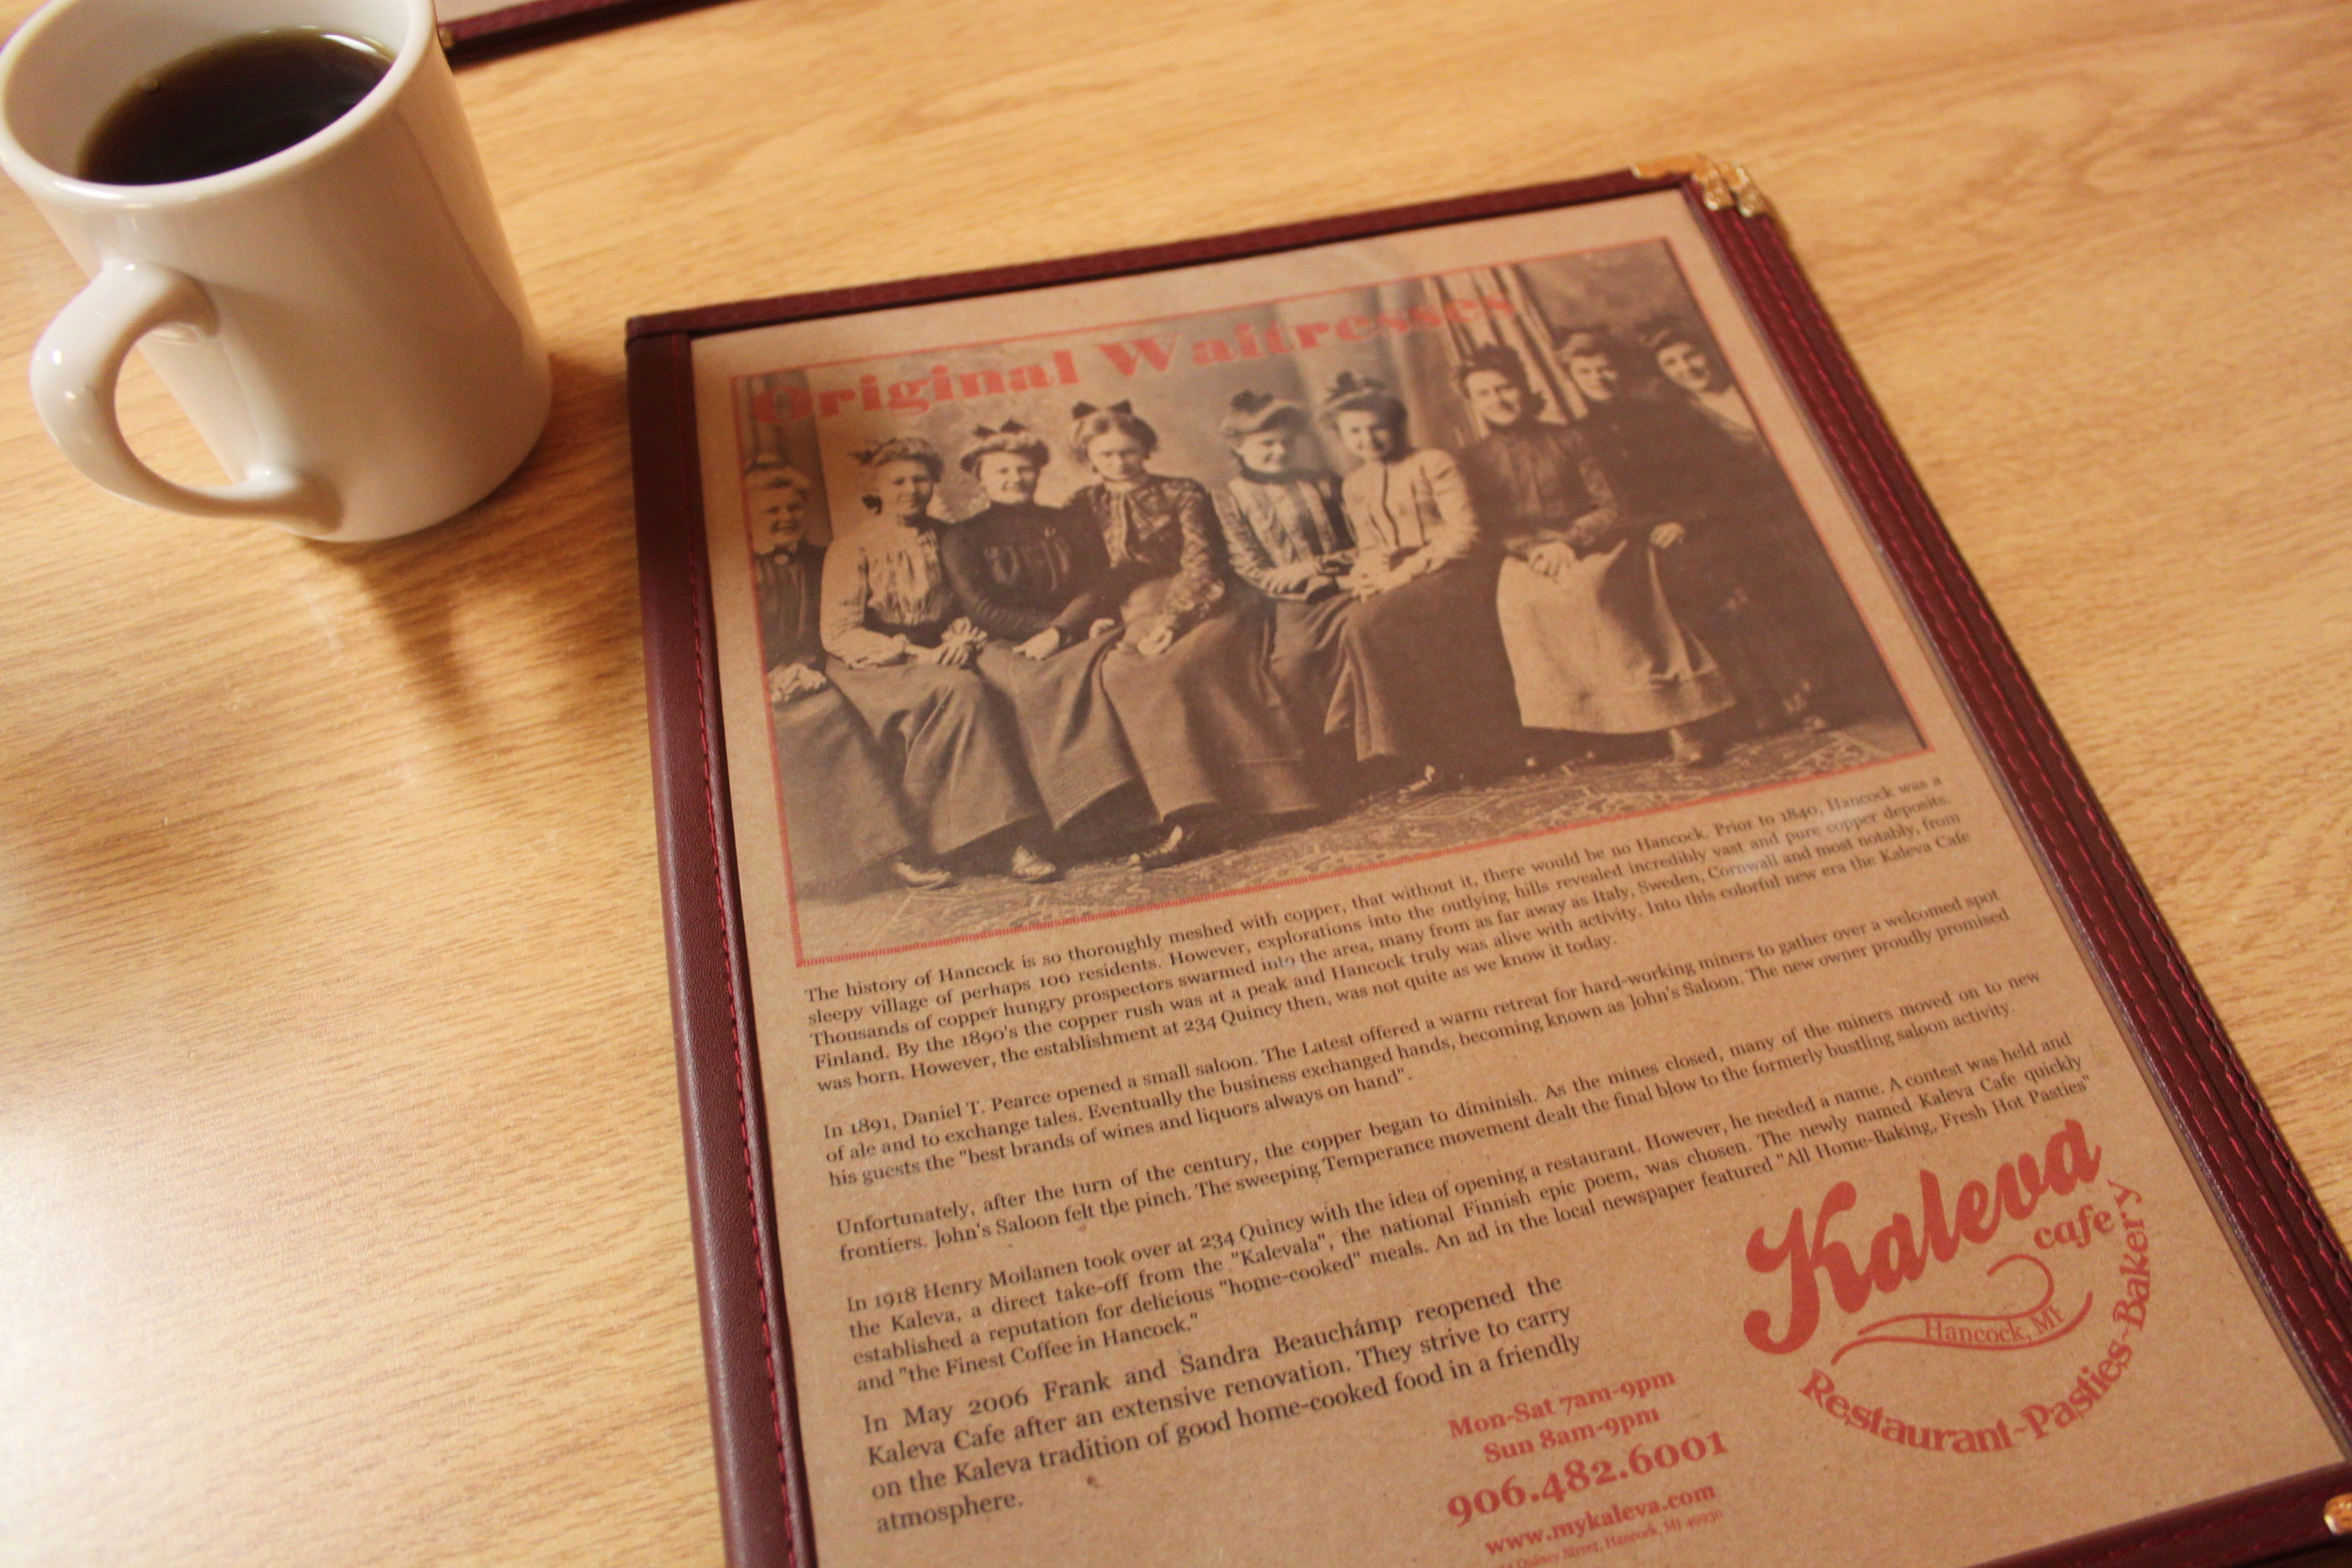 Original Waitresses
The history of Hancock is so thoroughly meshed with copper, that without it, there would be no Hancock. Prior to 1840, Hancock was a
sleepy village of perhaps 100 residents. However, explorations into the outlying hills revealed incredibly vast and pure copper deposits.
Thousands of copper hungry prospectors swarmed into the area, many from as far away as Italy, Sweden, Cornwall and most notably, from
Finland. By the 1890's the copper rush was at a peak and Hancock truly was alive with activity. Into this colorful new era the Kaleva Cafe
was born. However, the establishment at 234 Quincy then, was not quite as we know it today.
In 1891, Daniel T. Pearce opened a small saloon. The Latest offered a warm retreat for hard-working miners to gather over a welcomed spot
of ale and to exchange tales. Eventually the business exchanged hands, becoming known as John's Saloon. The new owner proudly promised
his guests the "best brands of wines and liquors always on hand".
Unfortunately, after the turn of the century, the copper began to diminish. As the mines closed, many of the miners moved on to new
frontiers. John's Saloon felt the pinch. The sweeping Temperance movement dealt the final blow to the formerly bustling saloon activity.
In 1918 Henry Moilanen took over at 234 Quincy with the idea of opening a restaurant. However, he needed a name. A contest was held and
the Kaleva, a direct take-off from the "Kalevala", the national Finnish epic poem, was chosen. The newly named Kaleva Cafe quickly
established a reputation for delicious "home-cooked" meals. An ad in the local newspaper featured "All Home-Baking, Fresh Hot Pasties"
and "the Finest Coffee in Hancock."
In May 2006 Frank and Sandra Beauchamp reopened the
Kaleva Cafe after an extensive renovation. They strive to carry
on the Kaleva tradition of good home-cooked food in a friendly
atmosphere.
Mon-Sat 7am-9pm
Sun 8am-9pm
906.482.6001
www.mykaleva.com
Quincy Street, Hancock, MI 49930
Kaleva
cafe
Hancock, MI
Restaurant~Pasties~Bakery